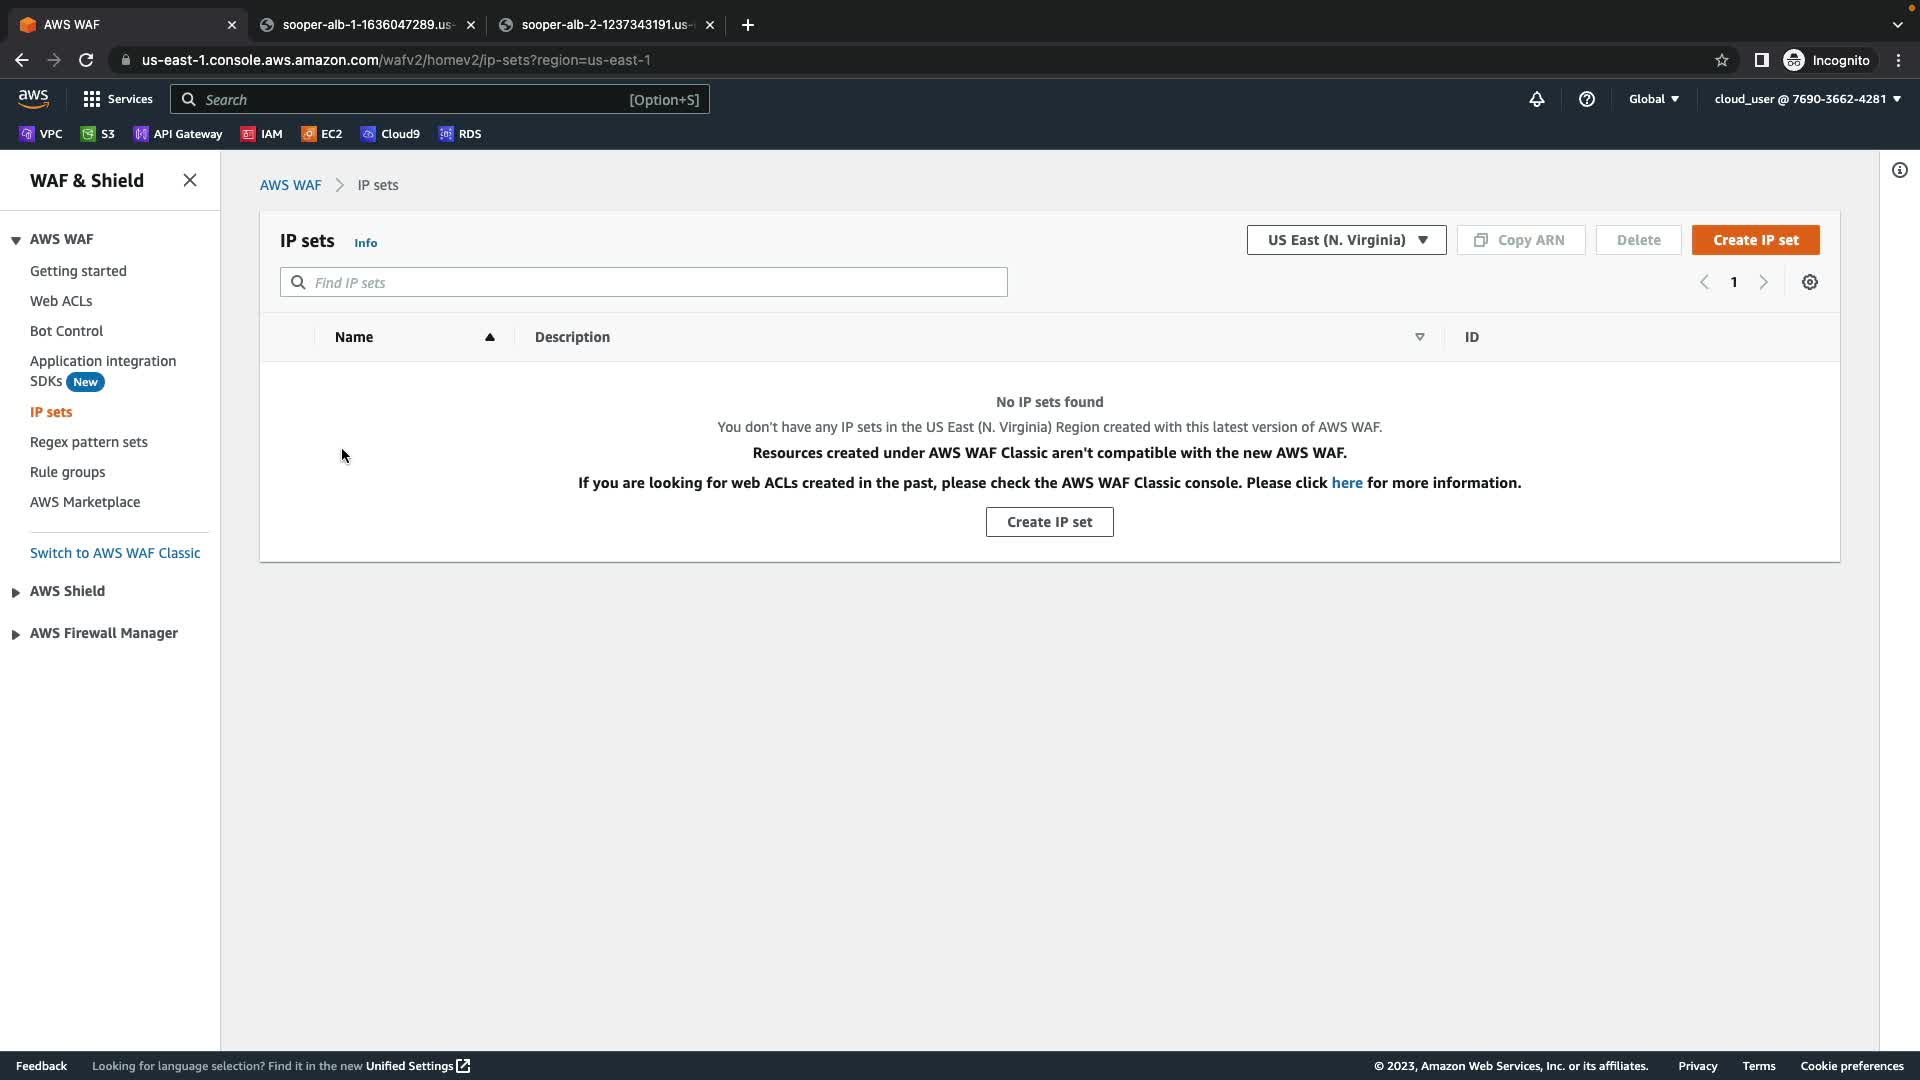 AWS WAF
sooper-alb-1-1636047289.us-
sooper-alb-2-1237343191.us-
us-east-1.console.aws.amazon.com/wafv2/homev2/ip-sets?region=us-east-1
Incognito
aws
Services
Search
[Option+S]
Global
cloud_user @ 7690-3662-4281
VPC
S3
API Gateway
IAM
EC2
Cloud9
RDS
WAF & Shield
AWS WAF
Getting started
Web ACLs
Bot Control
Application integration
SDKs New
IP sets
Regex pattern sets
Rule groups
AWS Marketplace
Switch to AWS WAF Classic
AWS Shield
AWS Firewall Manager
AWS WAF > IP sets
IP sets Info
US East (N. Virginia)
Copy ARN
Delete
Create IP set
Find IP sets
1
Name
Description
ID
No IP sets found
You don't have any IP sets in the US East (N. Virginia) Region created with this latest version of AWS WAF.
Resources created under AWS WAF Classic aren't compatible with the new AWS WAF.
If you are looking for web ACLs created in the past, please check the AWS WAF Classic console. Please click here for more information.
Create IP set
Feedback
Looking for language selection? Find it in the new Unified Settings
© 2023, Amazon Web Services, Inc. or its affiliates.
Privacy
Terms
Cookie preferences